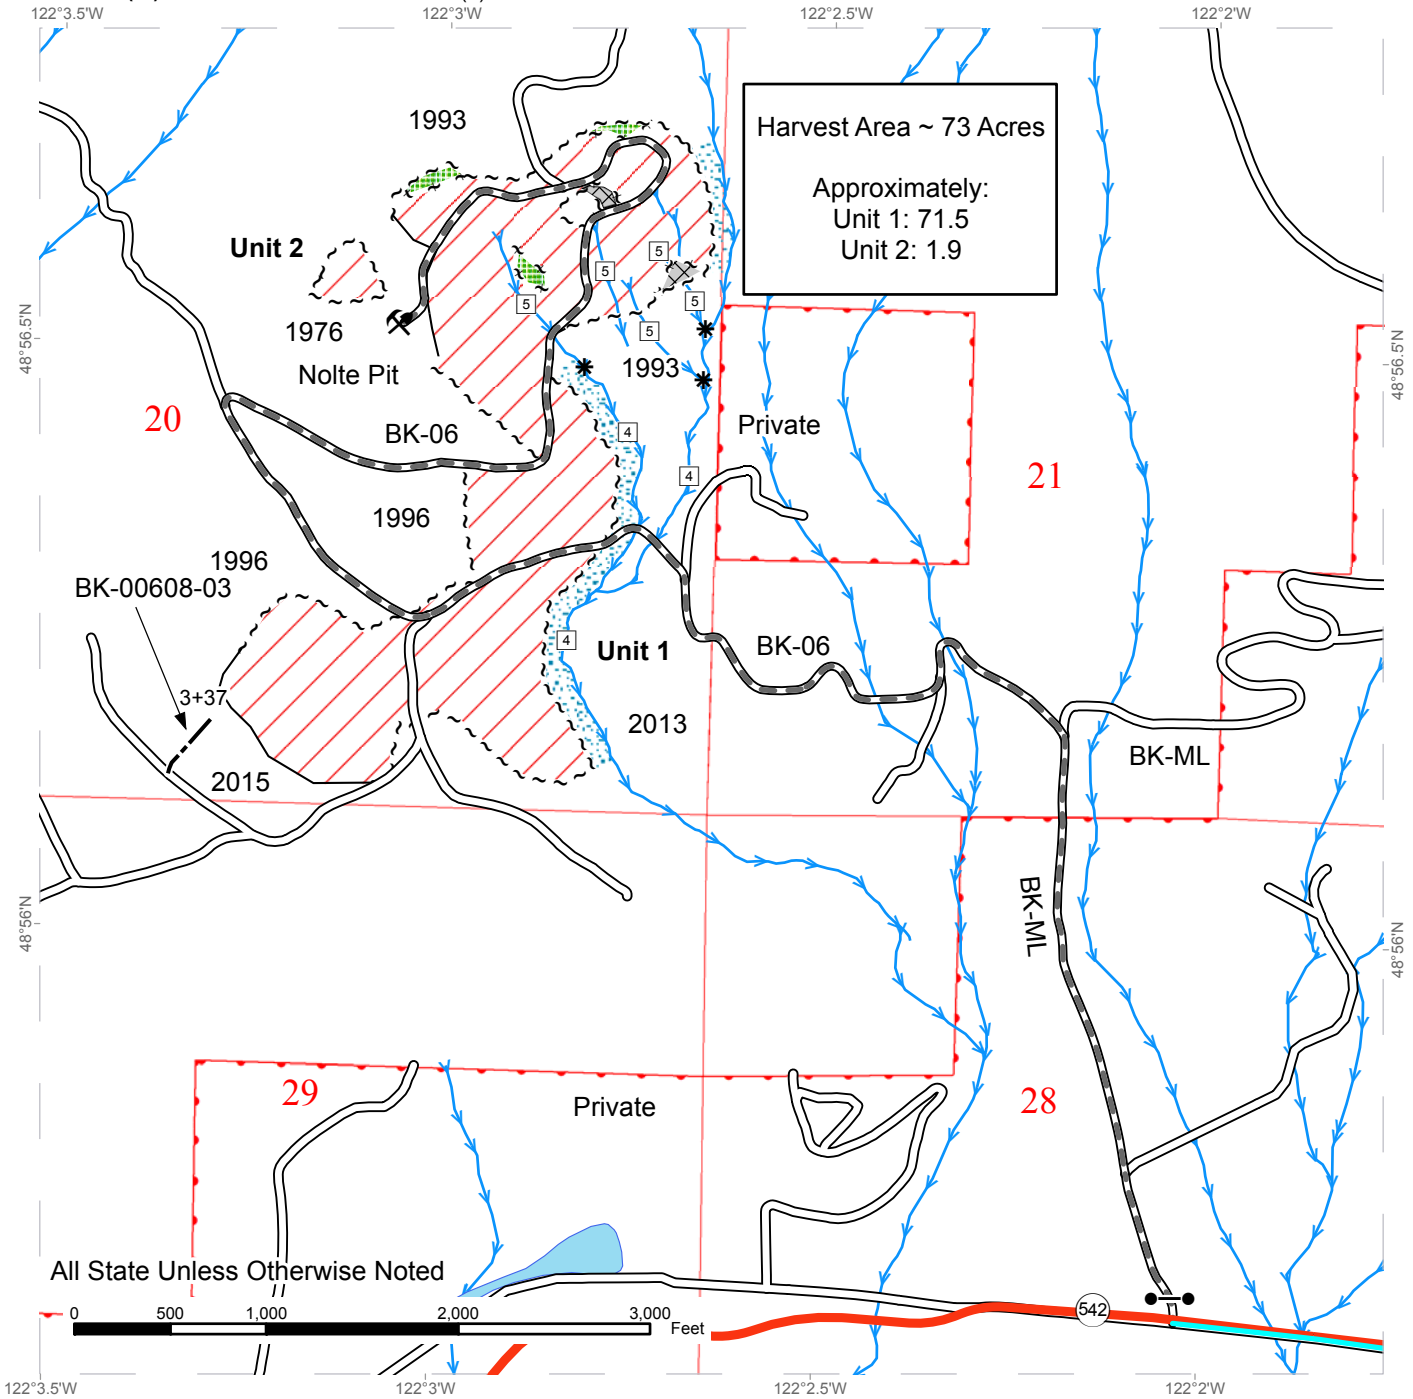 122°3.5'W
122°3'W
122°2.5'W
122°2'W
1993
Harvest Area ~ 73 Acres
Approximately:
Unit 1: 71.5
Unit 2: 1.9
Unit 2
5
5
5
5
5
1976
Nolte Pit
1993
48°56.5'N
48°56.5'N
20
BK-06
4
Private
4
21
1996
1996
BK-00608-03
4
Unit 1
BK-06
3+37
2013
2015
BK-ML
BK-ML
48°56'N
48°56'N
29
Private
28
All State Unless Otherwise Noted
0
500
1,000
2,000
3,000
Feet
542
122°3.5'W
122°3'W
122°2.5'W
122°2'W